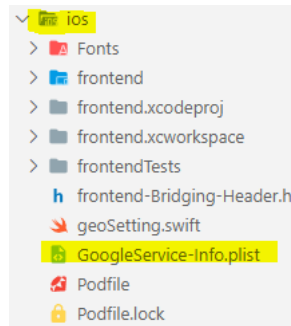 ios
Fonts
frontend
frontend.xcodeproj
frontend.xcworkspace
frontendTests
frontend-Bridging-Header.h
geoSetting.swift
GoogleService-Info.plist
Podfile
Podfile.lock